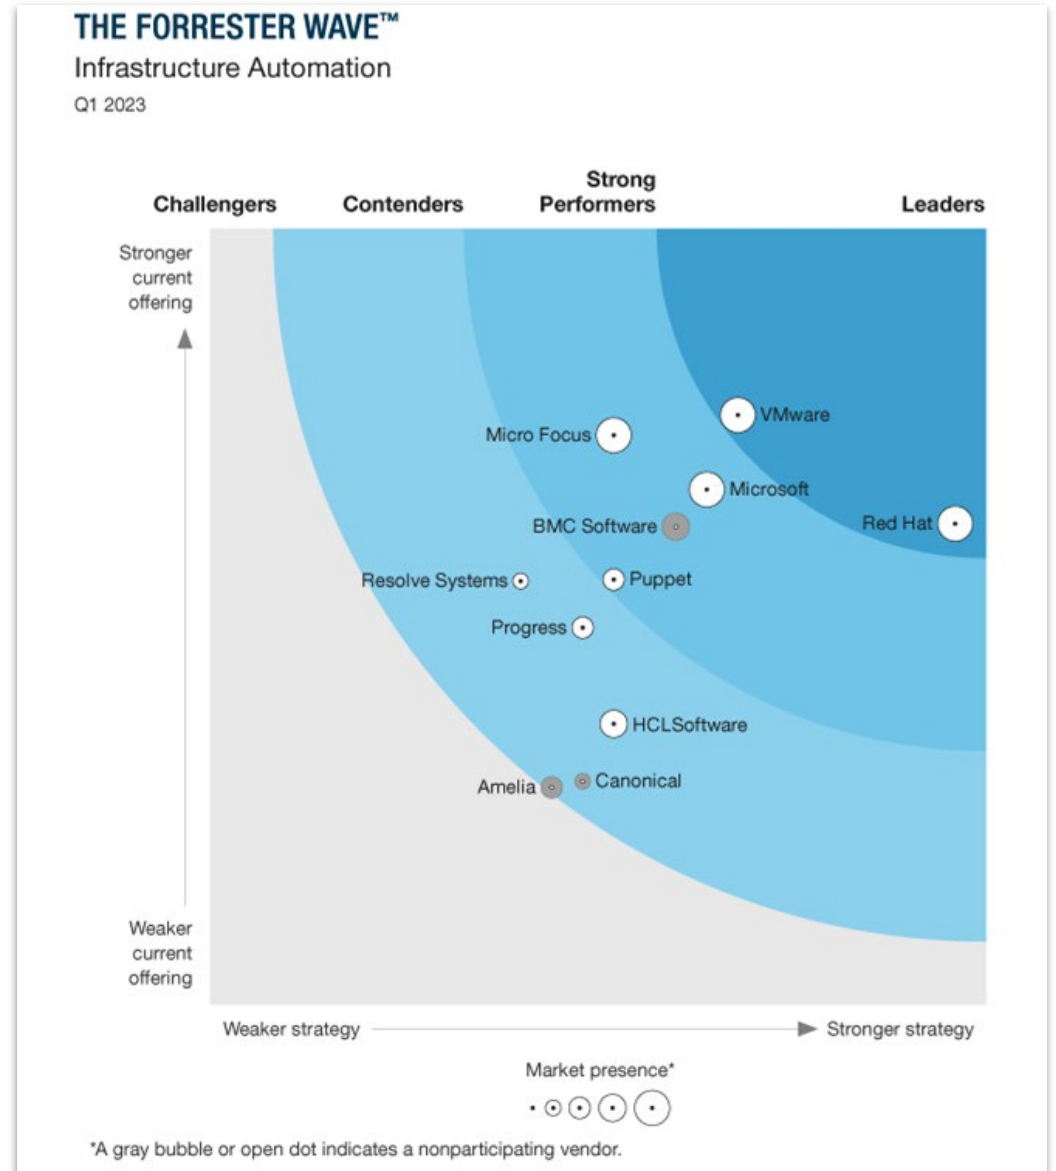 THE FORRESTER WAVE™
Infrastructure Automation
Q1 2023
Challengers
Contenders
Strong
Performers
Leaders
Stronger
current
offering
VMware
Micro Focus
Microsoft
Red Hat
BMC Software
Resolve Systems
Puppet
Progress
HCLSoftware
Amelia
Canonical
Weaker
current
offering
Weaker strategy
Stronger strategy
Market presence*
*A gray bubble or open dot indicates a nonparticipating vendor.